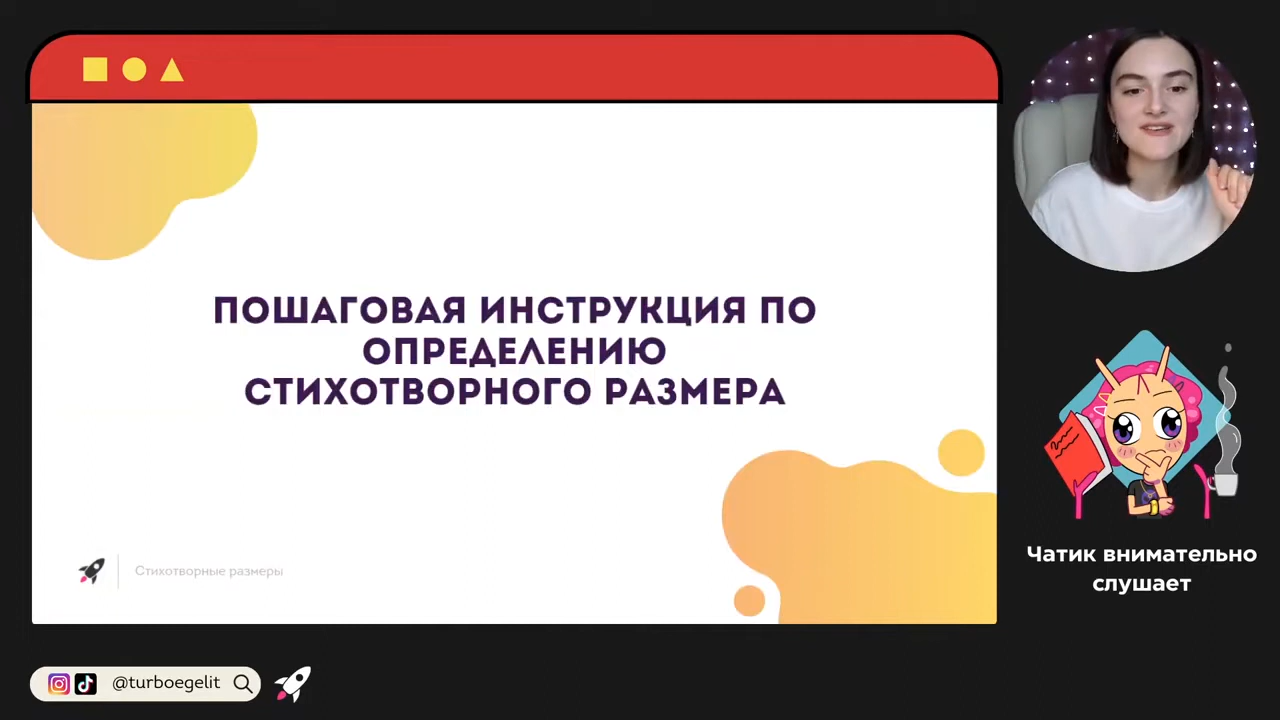 ПОШАГОВАЯ ИНСТРУКЦИЯ ПО
ОПРЕДЕЛЕНИЮ
СТИХОТВОРНОГО РАЗМЕРА
Стихотворные размеры
Чатик внимательно
слушает
@turboegelit